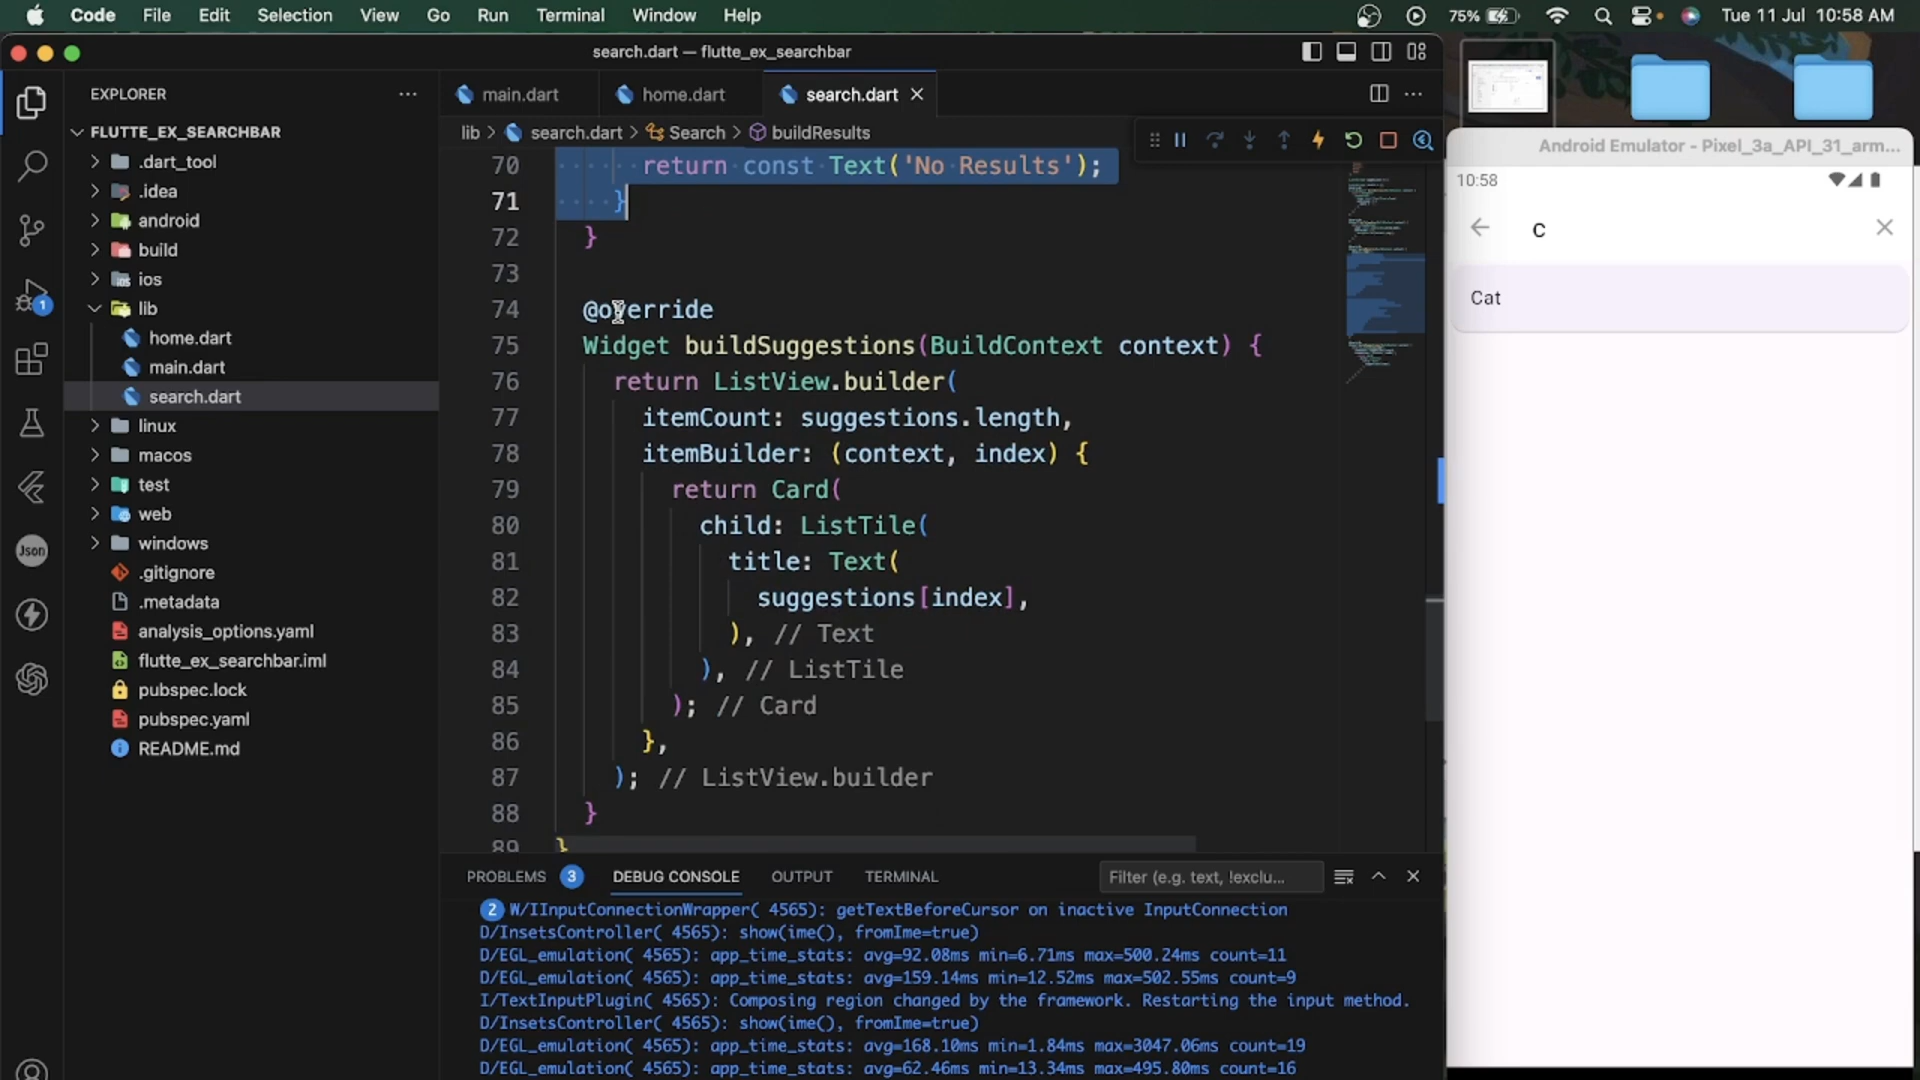 Code File Edit Selection View Go Run Terminal Window Help 75% Tue 11 Jul 10:58 AM
search.dart — flutte_ex_searchbar
EXPLORER
main.dart home.dart search.dart
lib > search.dart > Search > buildResults
FLUTTE_EX_SEARCHBAR
.dart_tool
.idea
android
build
ios
lib
home.dart
main.dart
search.dart
linux
macos
test
web
windows
.gitignore
.metadata
analysis_options.yaml
flutte_ex_searchbar.iml
pubspec.lock
pubspec.yaml
README.md
1
Json
70 return const Text('No Results');
71 }
72 }
73
74 @override
75 Widget buildSuggestions(BuildContext context) {
76 return ListView.builder(
77 itemCount: suggestions.length,
78 itemBuilder: (context, index) {
79 return Card(
80 child: ListTile(
81 title: Text(
82 suggestions[index],
83 ), // Text
84 ), // ListTile
85 ); // Card
86 },
87 ); // ListView.builder
88 }
89 }
PROBLEMS 3 DEBUG CONSOLE OUTPUT TERMINAL Filter (e.g. text, !exclu...
2 W/IInputConnectionWrapper( 4565): getTextBeforeCursor on inactive InputConnection
D/InsetsController( 4565): show(ime(), fromIme=true)
D/EGL_emulation( 4565): app_time_stats: avg=92.08ms min=6.71ms max=500.24ms count=11
D/EGL_emulation( 4565): app_time_stats: avg=159.14ms min=12.52ms max=502.55ms count=9
I/TextInputPlugin( 4565): Composing region changed by the framework. Restarting the input method.
D/InsetsController( 4565): show(ime(), fromIme=true)
D/EGL_emulation( 4565): app_time_stats: avg=168.10ms min=1.84ms max=3047.06ms count=19
D/EGL_emulation( 4565): app_time_stats: avg=62.46ms min=13.34ms max=495.80ms count=16
Android Emulator - Pixel_3a_API_31_arm...
10:58
c
Cat